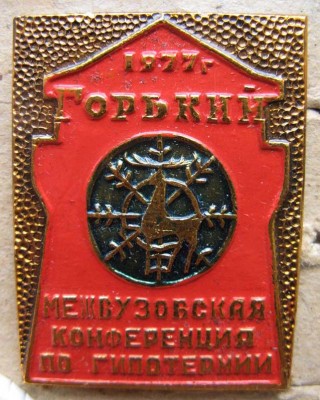 1977г
ГОРЬКИЙ
МЕЖВУЗОВСКАЯ
КОНФЕРЕНЦИЯ
ПО ГИПОТЕРМИИ